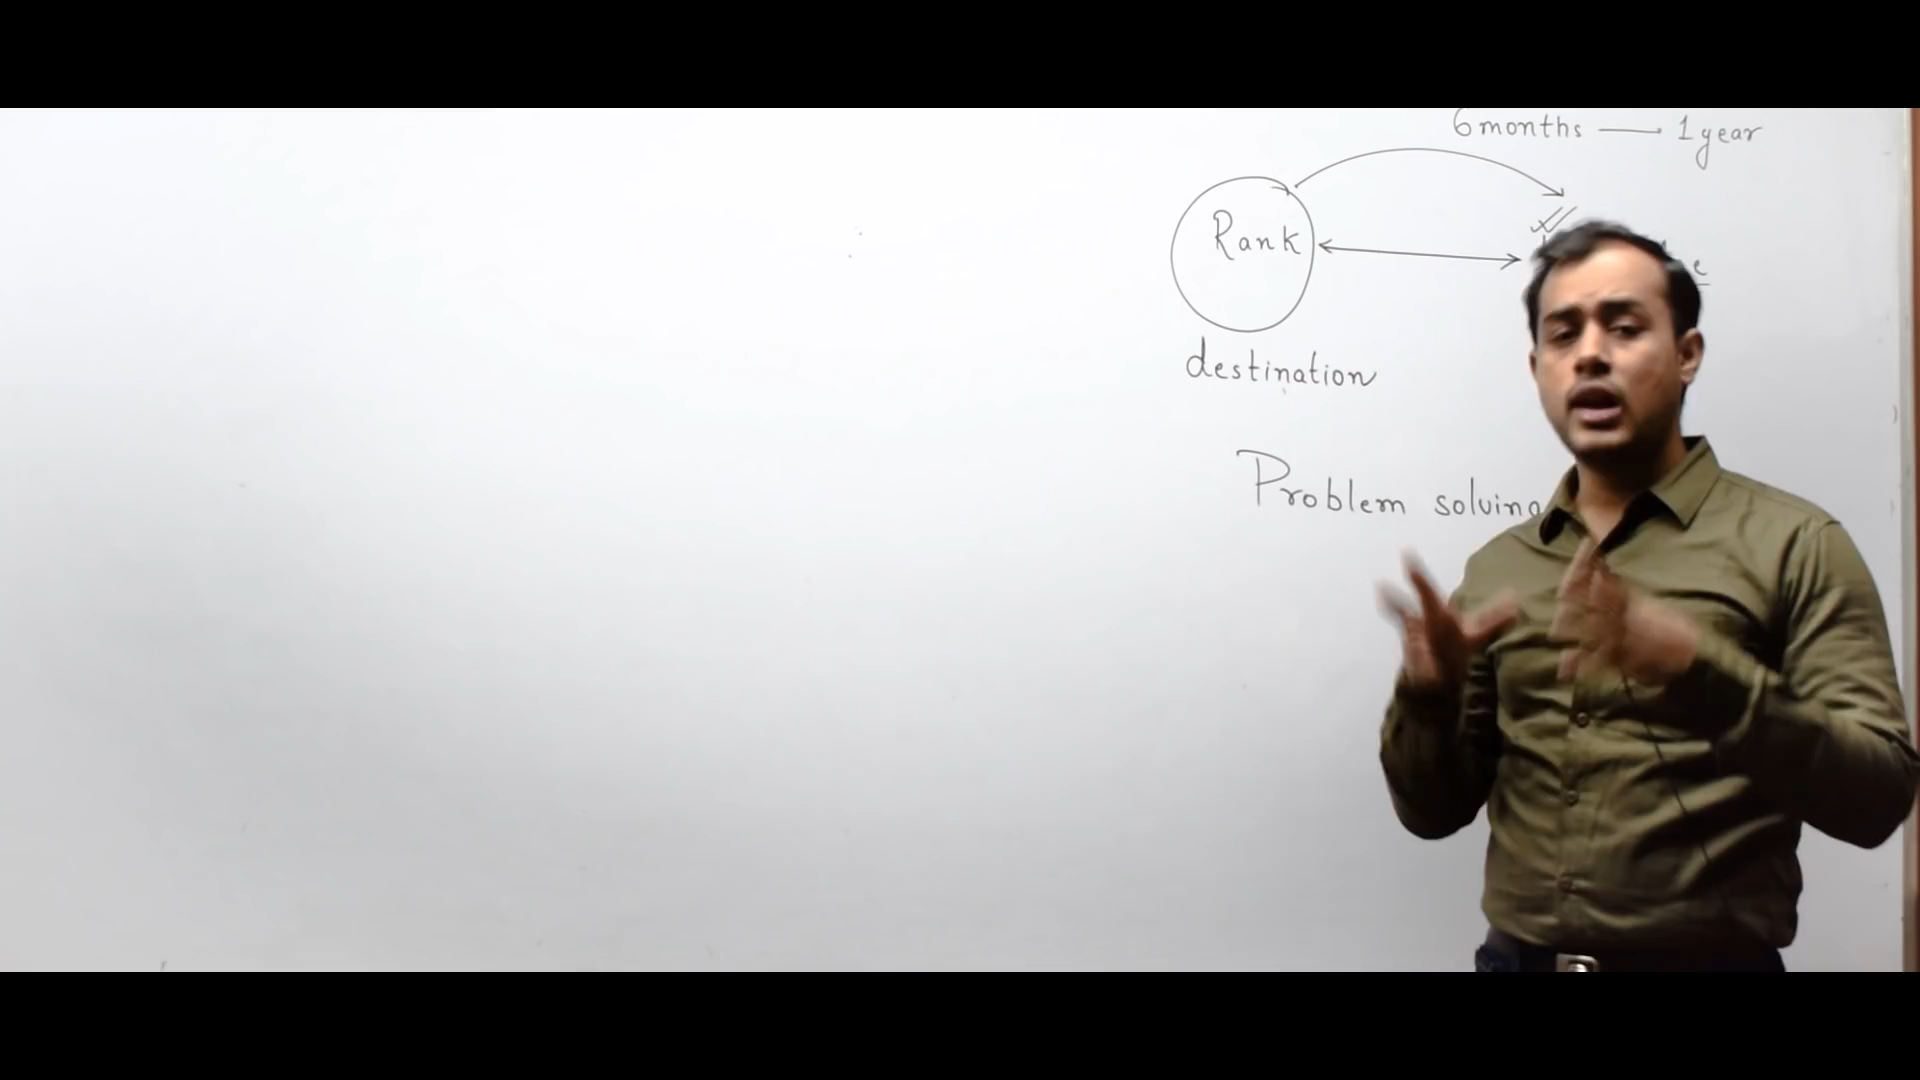 6 months — 1 year
Rank
destination
Problem solving